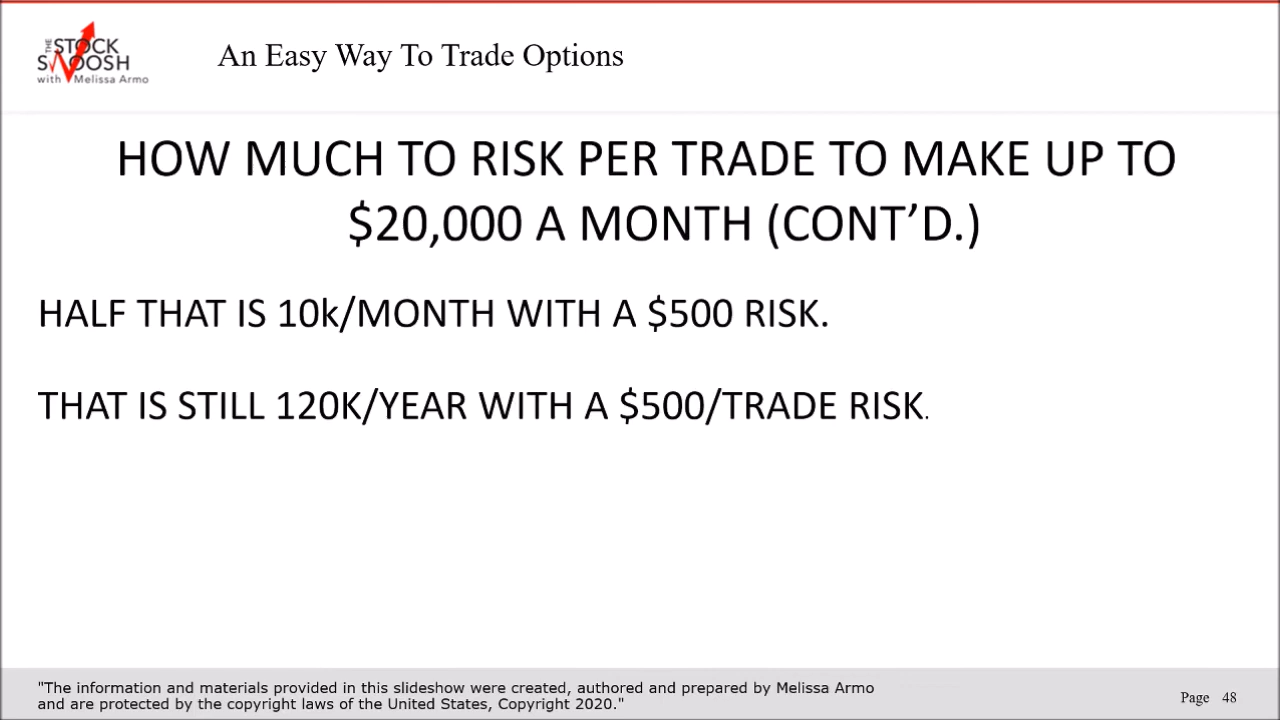 THE
STOCK
SWOOSH
with Melissa Armo
An Easy Way To Trade Options
HOW MUCH TO RISK PER TRADE TO MAKE UP TO
$20,000 A MONTH (CONT’D.)
HALF THAT IS 10k/MONTH WITH A $500 RISK.
THAT IS STILL 120K/YEAR WITH A $500/TRADE RISK.
"The information and materials provided in this slideshow were created, authored and prepared by Melissa Armo
and are protected by the copyright laws of the United States, Copyright 2020."
Page 48